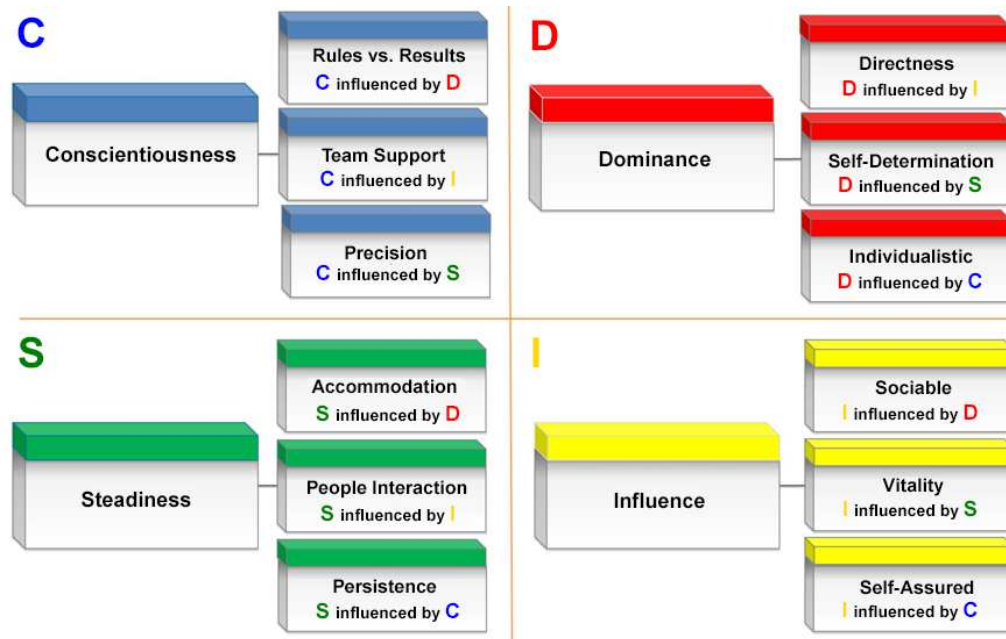 C
Conscientiousness
Rules vs. Results
C influenced by D
Team Support
C influenced by I
Precision
C influenced by S
D
Dominance
Directness
D influenced by I
Self-Determination
D influenced by S
Individualistic
D influenced by C
S
Steadiness
Accommodation
S influenced by D
People Interaction
S influenced by I
Persistence
S influenced by C
I
Influence
Sociable
I influenced by D
Vitality
I influenced by S
Self-Assured
I influenced by C